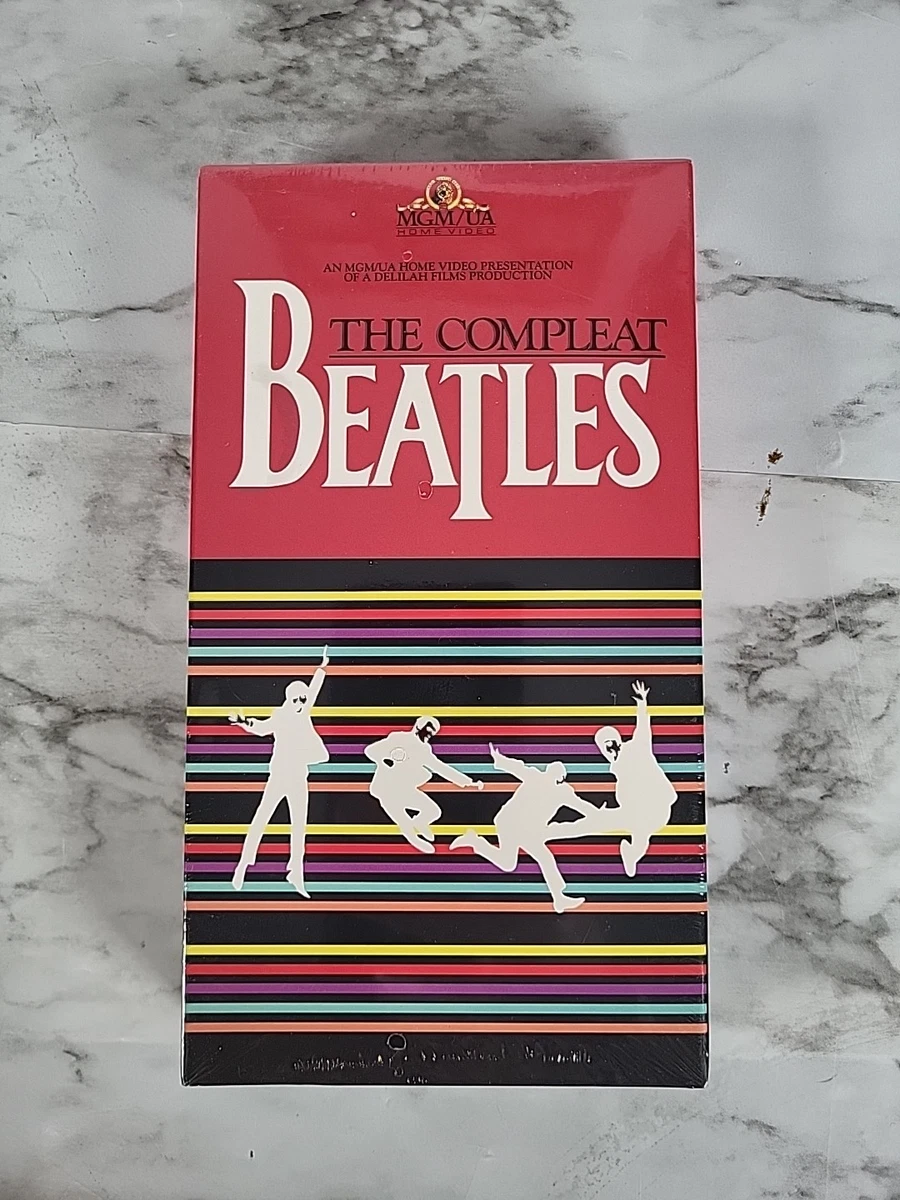 MGM/UA
HOME VIDEO
AN MGM/UA HOME VIDEO PRESENTATION
OF A DELILAH FILMS PRODUCTION
THE COMPLEAT
BEATLES